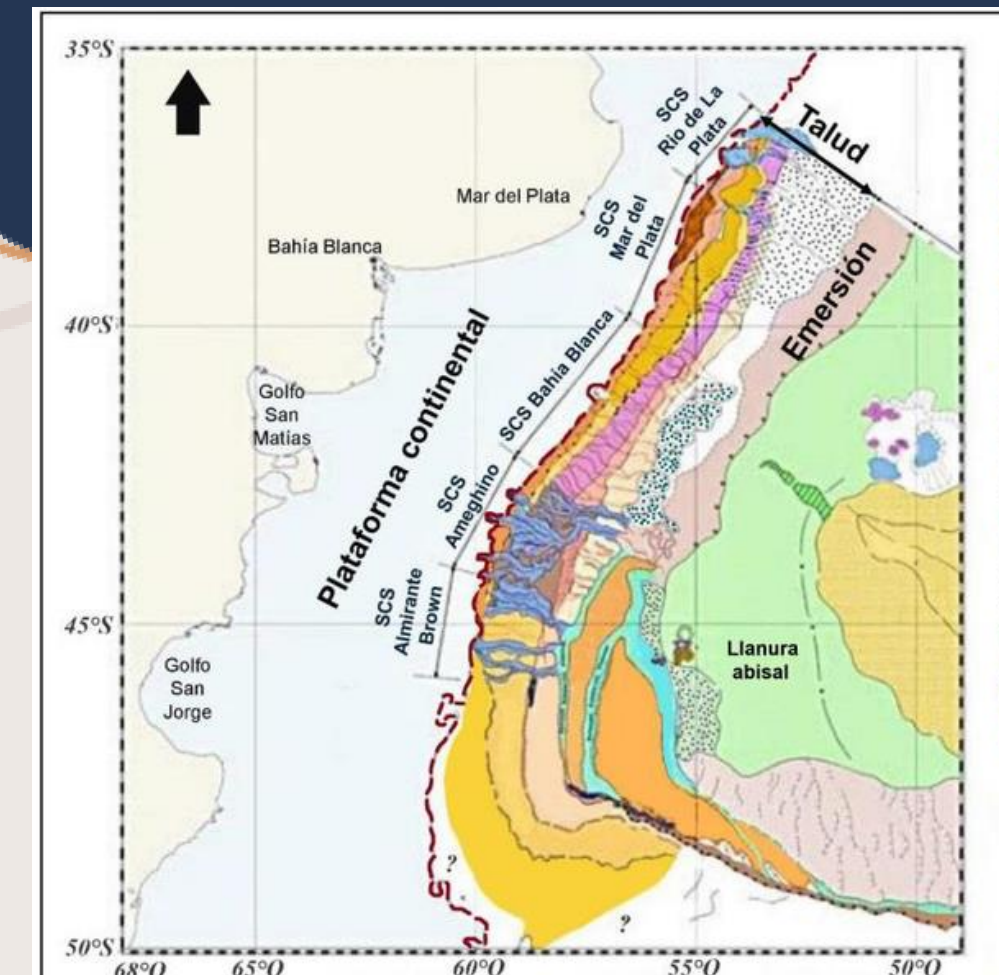 35°S
SCS
Rio de La
Plata
Talud
Mar del Plata
SCS
Mar del
Plata
Bahía Blanca
Emersión
40°S
SCS Bahía Blanca
Golfo
San
Matías
Plataforma continental
SCS
Ameghino
SCS
Almirante
Brown
45°S
Golfo
San
Jorge
Llanura
abisal
?
?
50°S
68°O 65°O 60°O 55°O 50°O